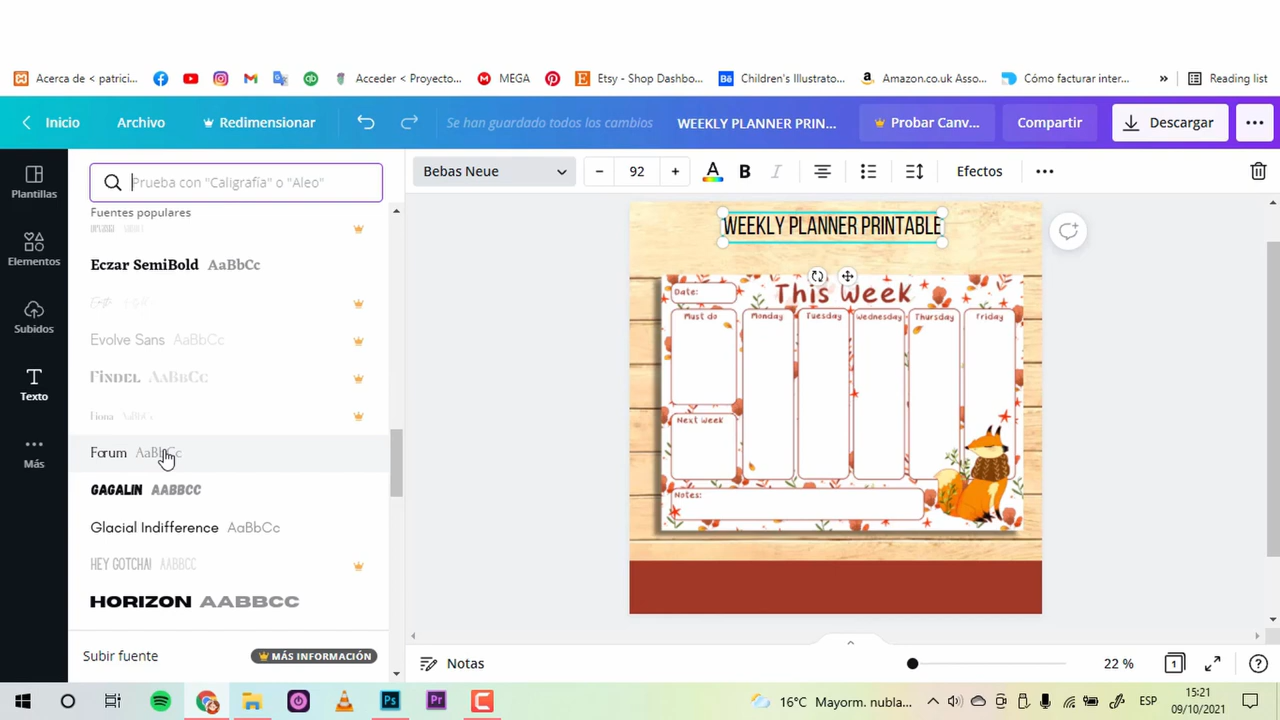 Acerca de < patrici...
Acceder < Proyecto...
MEGA
Etsy - Shop Dashbo...
Children's Illustrato...
Amazon.co.uk Asso...
Cómo facturar inter...
»
Reading list
Inicio
Archivo
Redimensionar
Se han guardado todos los cambios
WEEKLY PLANNER PRIN...
Probar Canv...
Compartir
Descargar
Plantillas
Elementos
Subidos
Texto
Más
Prueba con "Caligrafía" o "Aleo"
Fuentes populares
Eczar SemiBold AaBbCc
Evolve Sans AaBbCc
Findel AaBbCc
Fiona AaBbCc
Forum AaBbCc
GAGALIN AABBCC
Glacial Indifference AaBbCc
HEY GOTCHA! AABBCC
HORIZON AABBCC
Subir fuente
MÁS INFORMACIÓN
Bebas Neue
– 92 +
A B I
Efectos
WEEKLY PLANNER PRINTABLE
Date:
This Week
Must do
Monday
Tuesday
Wednesday
Thursday
Friday
Next Week
Notes:
Notas
22 %
1
16°C Mayorm. nubla...
ESP
15:21
09/10/2021